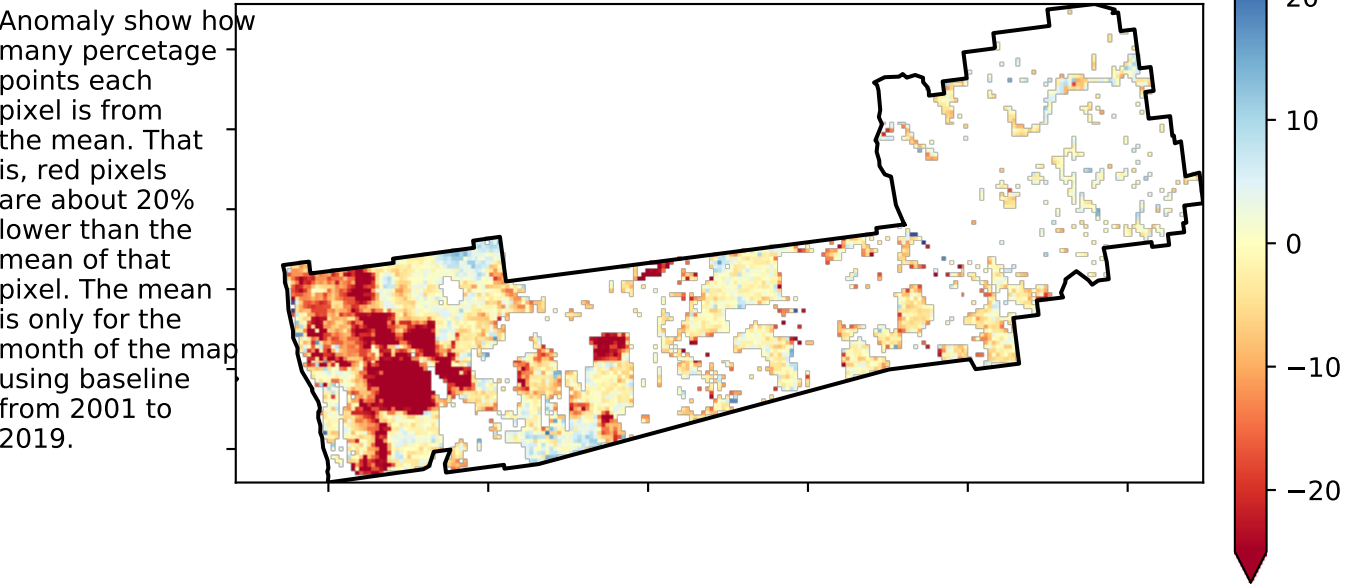 Anomaly show how
many percetage
points each
pixel is from
the mean. That
is, red pixels
are about 20%
lower than the
mean of that
pixel. The mean
is only for the
month of the map
using baseline
from 2001 to
2019.
20
10
0
−10
−20